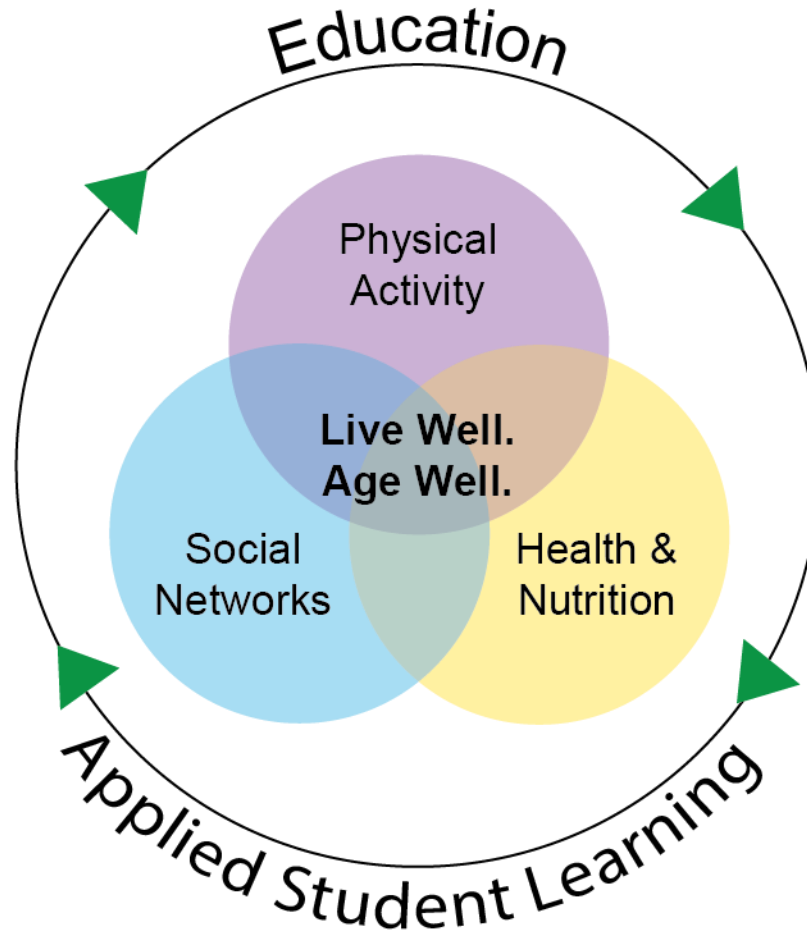 Education
Physical
Activity
Live Well.
Age Well.
Social
Networks
Health &
Nutrition
Applied Student Learning